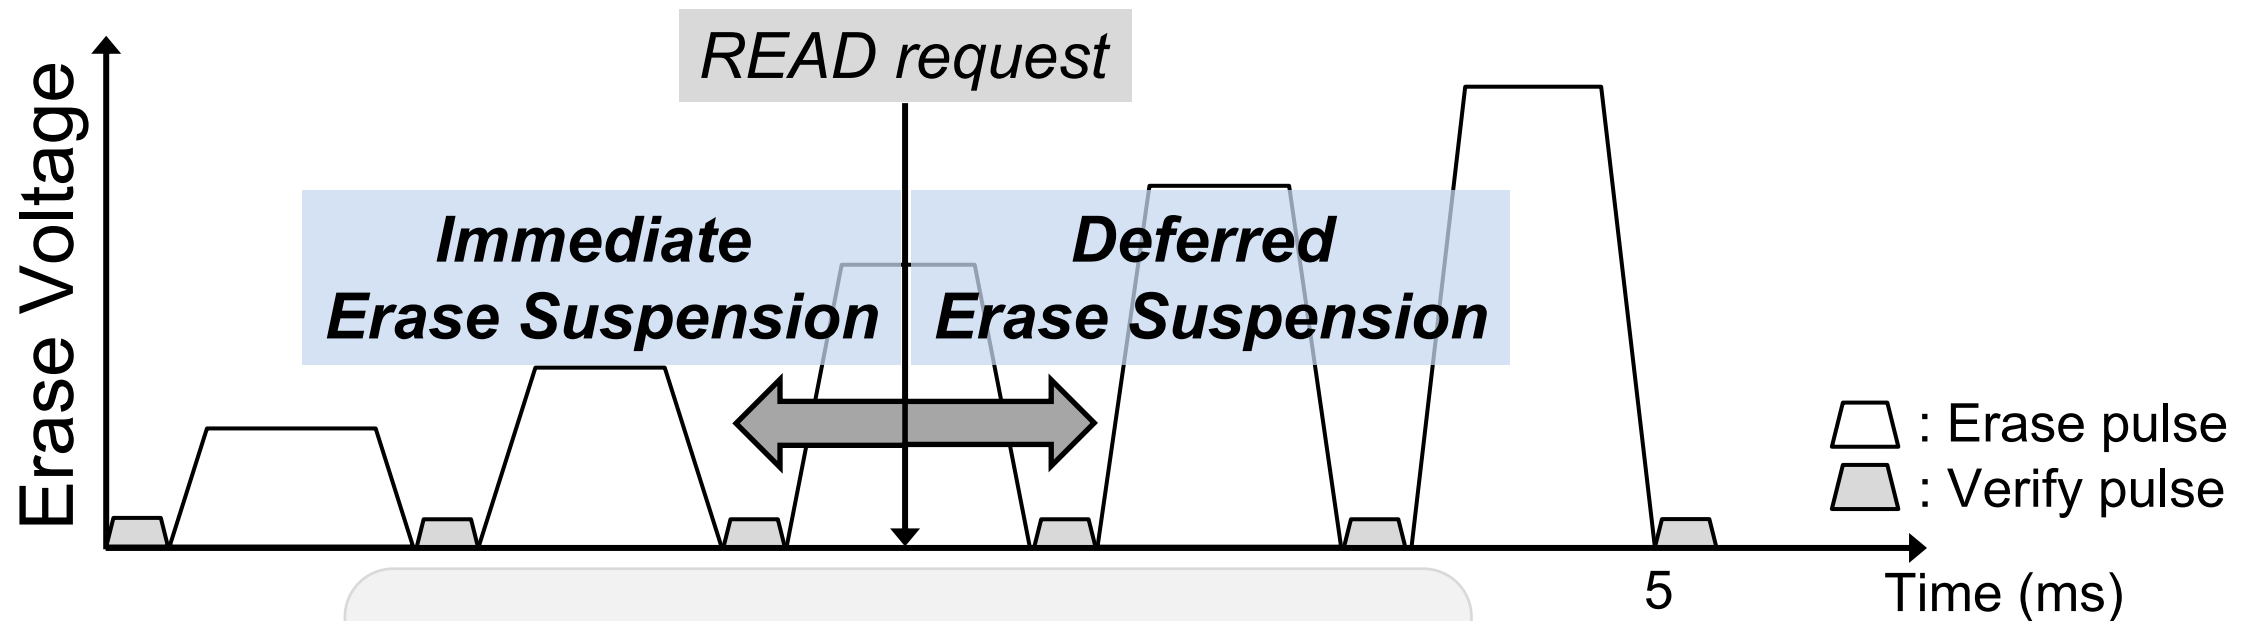 READ request
Erase Voltage
Immediate
Erase Suspension
Deferred
Erase Suspension
: Erase pulse
: Verify pulse
5
Time (ms)